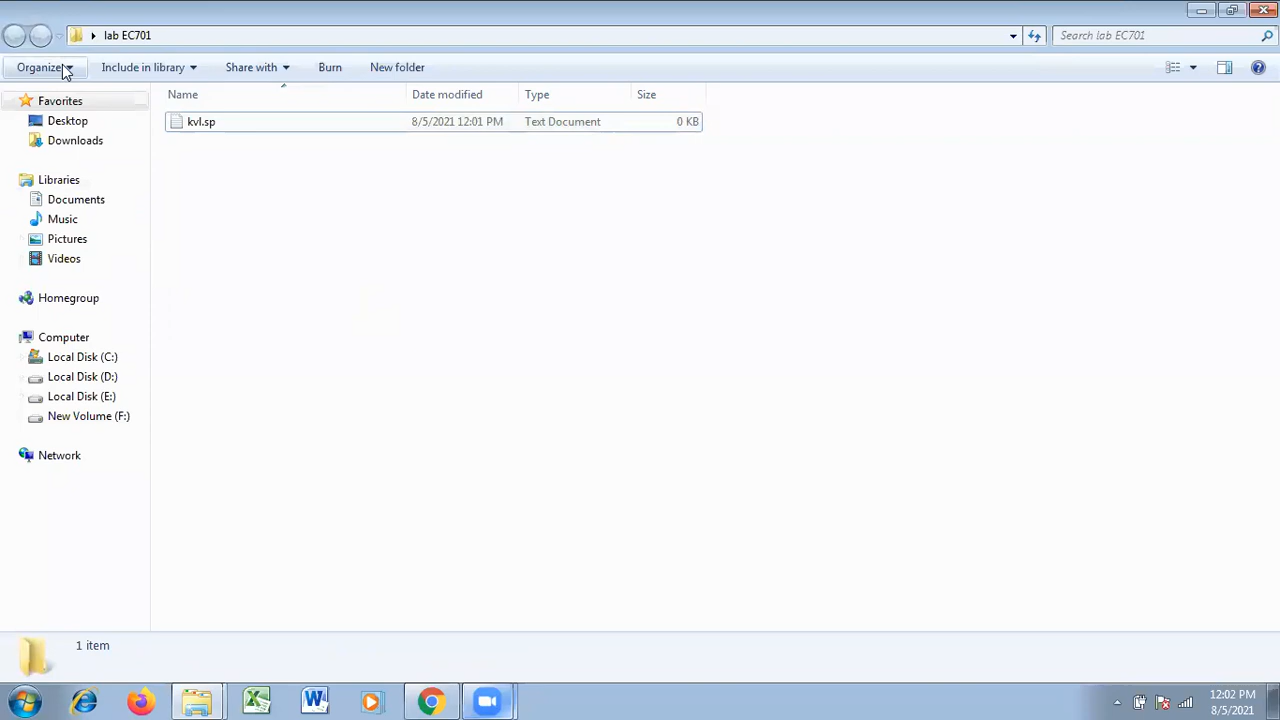 lab EC701
Search lab EC701
Organize Include in library Share with Burn New folder
Name Date modified Type Size
kvl.sp 8/5/2021 12:01 PM Text Document 0 KB
Favorites
Desktop
Downloads
Libraries
Documents
Music
Pictures
Videos
Homegroup
Computer
Local Disk (C:)
Local Disk (D:)
Local Disk (E:)
New Volume (F:)
Network
1 item
12:02 PM
8/5/2021